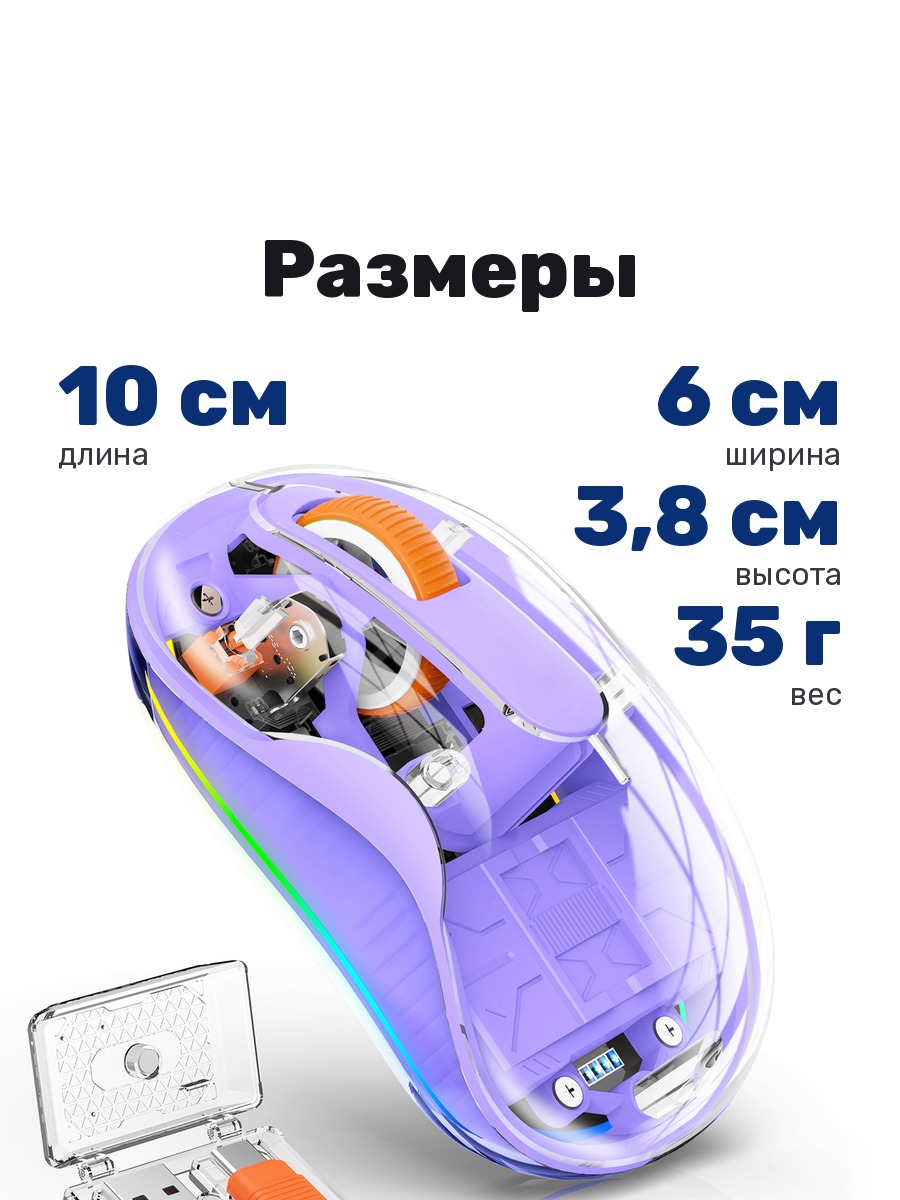 Размеры
10 см
длина
6 см
ширина
3,8 см
высота
35 г
вес